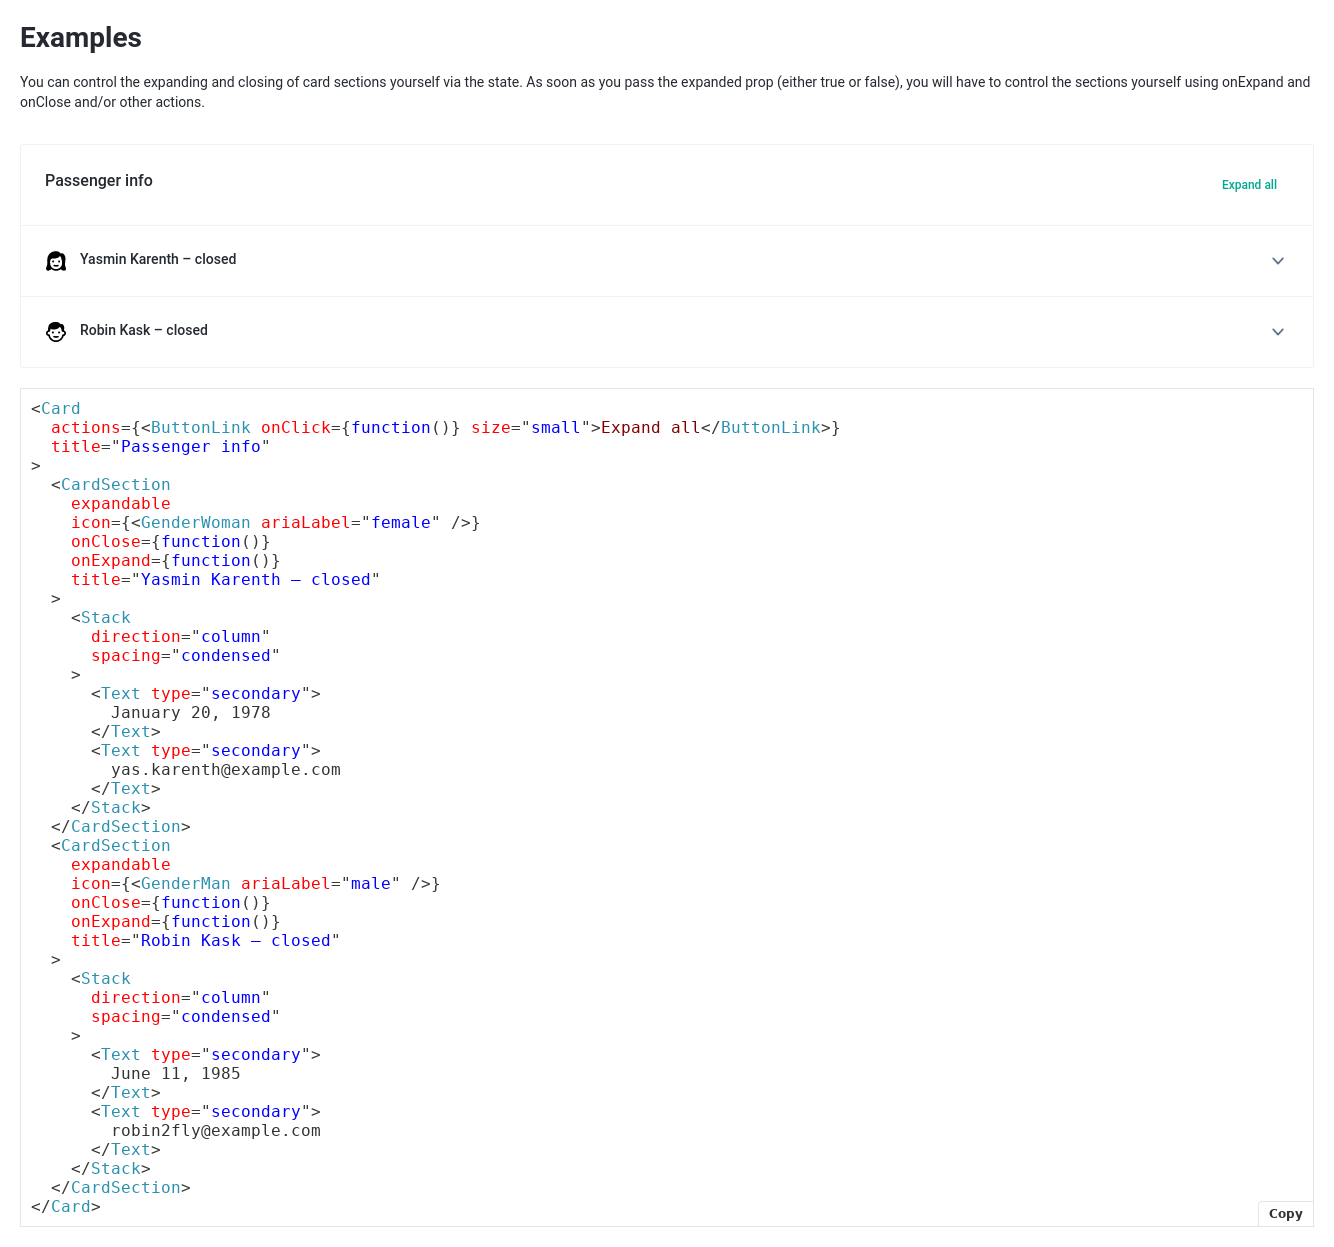 Examples
You can control the expanding and closing of card sections yourself via the state. As soon as you pass the expanded prop (either true or false), you will have to control the sections yourself using onExpand and
onClose and/or other actions.
Passenger info
Expand all
Yasmin Karenth – closed
Robin Kask – closed
<Card
  actions={<ButtonLink onClick={function()} size="small">Expand all</ButtonLink>}
  title="Passenger info"
>
  <CardSection
    expandable
    icon={<GenderWoman ariaLabel="female" />}
    onClose={function()}
    onExpand={function()}
    title="Yasmin Karenth – closed"
  >
    <Stack
      direction="column"
      spacing="condensed"
    >
      <Text type="secondary">
        January 20, 1978
      </Text>
      <Text type="secondary">
        yas.karenth@example.com
      </Text>
    </Stack>
  </CardSection>
  <CardSection
    expandable
    icon={<GenderMan ariaLabel="male" />}
    onClose={function()}
    onExpand={function()}
    title="Robin Kask – closed"
  >
    <Stack
      direction="column"
      spacing="condensed"
    >
      <Text type="secondary">
        June 11, 1985
      </Text>
      <Text type="secondary">
        robin2fly@example.com
      </Text>
    </Stack>
  </CardSection>
</Card>
Copy